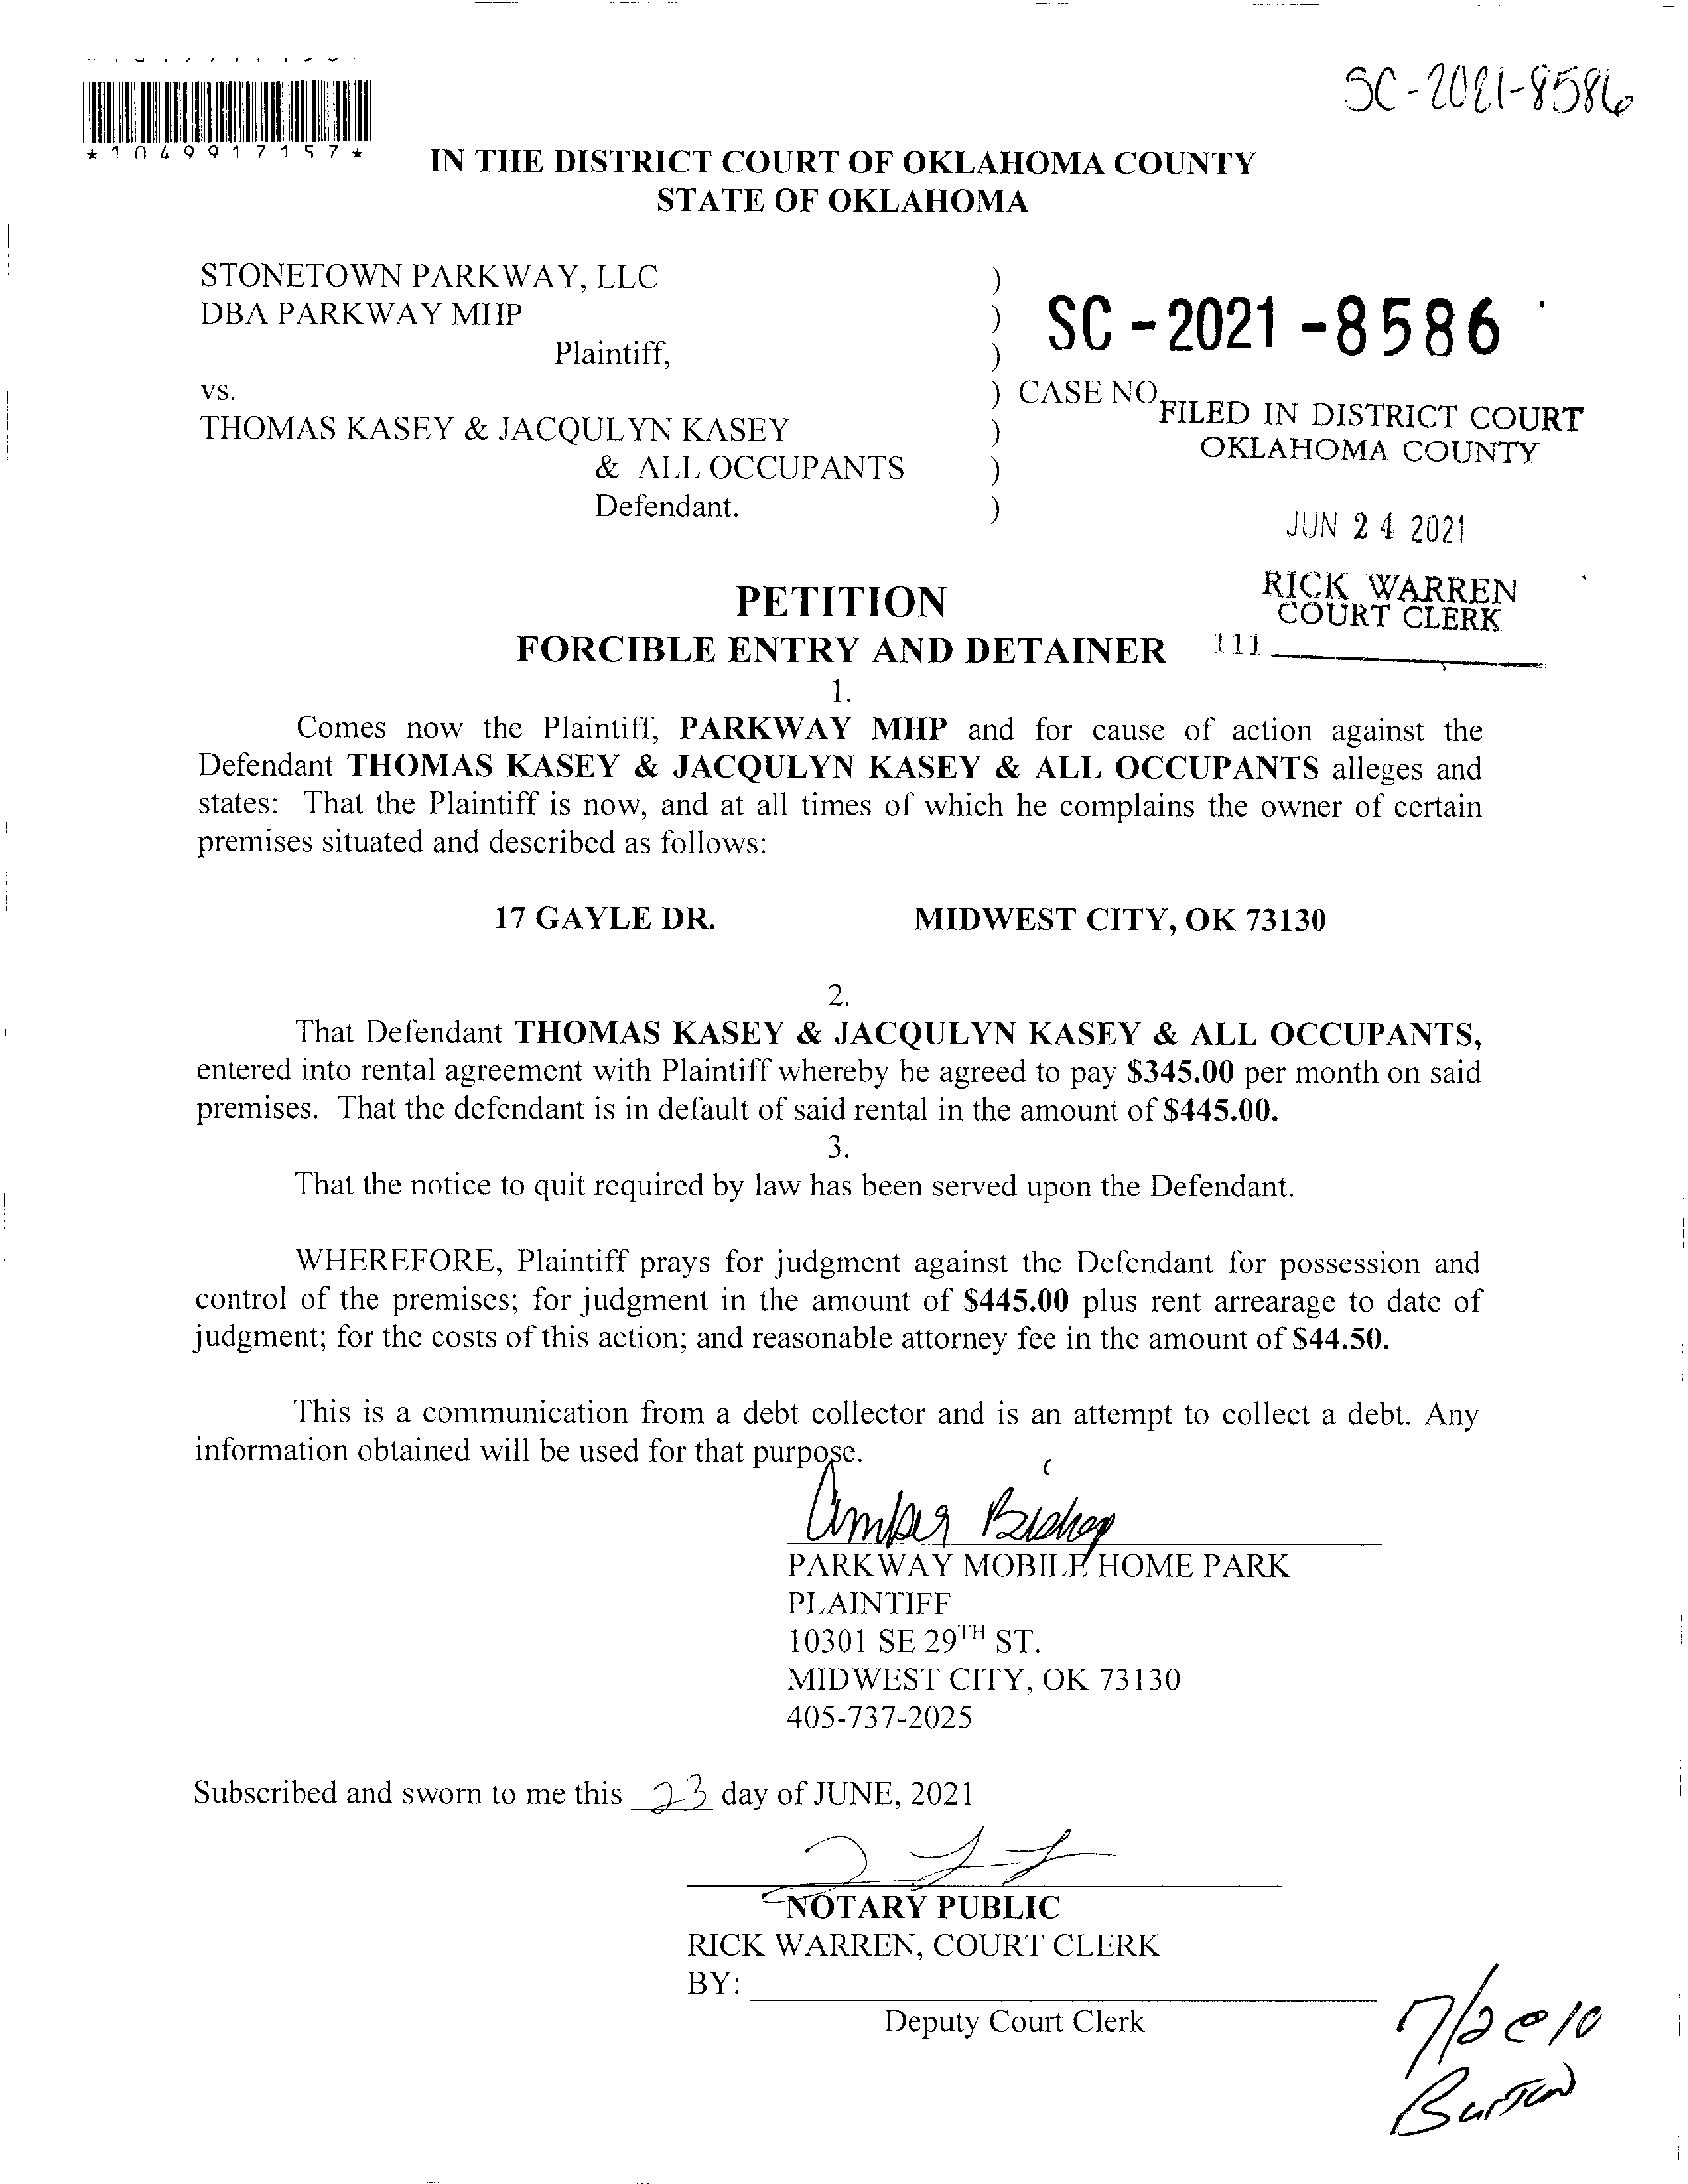 SC-2021-8586
*1049917157*
IN THE DISTRICT COURT OF OKLAHOMA COUNTY
STATE OF OKLAHOMA
STONETOWN PARKWAY, LLC )
DBA PARKWAY MHP )
Plaintiff, )
SC-2021-8586
vs. ) CASE NO.
THOMAS KASEY & JACQULYN KASEY )
& ALL OCCUPANTS )
Defendant. )
FILED IN DISTRICT COURT
OKLAHOMA COUNTY
JUN 24 2021
RICK WARREN
COURT CLERK
111
PETITION
FORCIBLE ENTRY AND DETAINER
1.
Comes now the Plaintiff, PARKWAY MHP and for cause of action against the
Defendant THOMAS KASEY & JACQULYN KASEY & ALL OCCUPANTS alleges and
states: That the Plaintiff is now, and at all times of which he complains the owner of certain
premises situated and described as follows:
17 GAYLE DR. MIDWEST CITY, OK 73130
2.
That Defendant THOMAS KASEY & JACQULYN KASEY & ALL OCCUPANTS,
entered into rental agreement with Plaintiff whereby he agreed to pay $345.00 per month on said
premises. That the defendant is in default of said rental in the amount of $445.00.
3.
That the notice to quit required by law has been served upon the Defendant.
WHEREFORE, Plaintiff prays for judgment against the Defendant for possession and
control of the premises; for judgment in the amount of $445.00 plus rent arrearage to date of
judgment; for the costs of this action; and reasonable attorney fee in the amount of $44.50.
This is a communication from a debt collector and is an attempt to collect a debt. Any
information obtained will be used for that purpose.
Amber Bishop
PARKWAY MOBILE HOME PARK
PLAINTIFF
10301 SE 29TH ST.
MIDWEST CITY, OK 73130
405-737-2025
Subscribed and sworn to me this 23 day of JUNE, 2021
NOTARY PUBLIC
RICK WARREN, COURT CLERK
BY:
Deputy Court Clerk
7/2@10
Burton